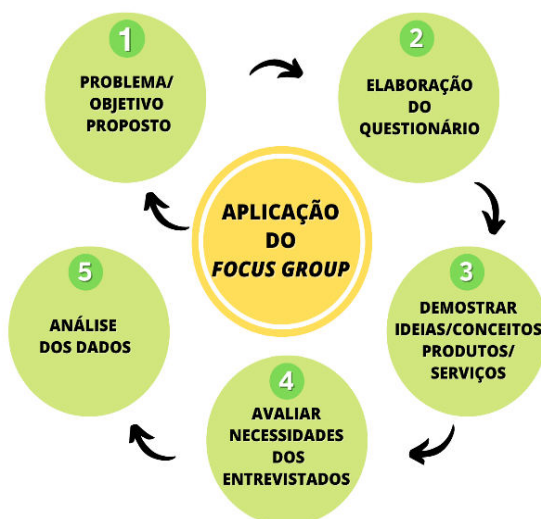 1
PROBLEMA/
OBJETIVO
PROPOSTO
2
ELABORAÇÃO
DO
QUESTIONÁRIO
APLICAÇÃO
DO
FOCUS GROUP
3
DEMOSTRAR
IDEIAS/CONCEITOS
PRODUTOS/
SERVIÇOS
4
AVALIAR
NECESSIDADES
DOS
ENTREVISTADOS
5
ANÁLISE
DOS DADOS